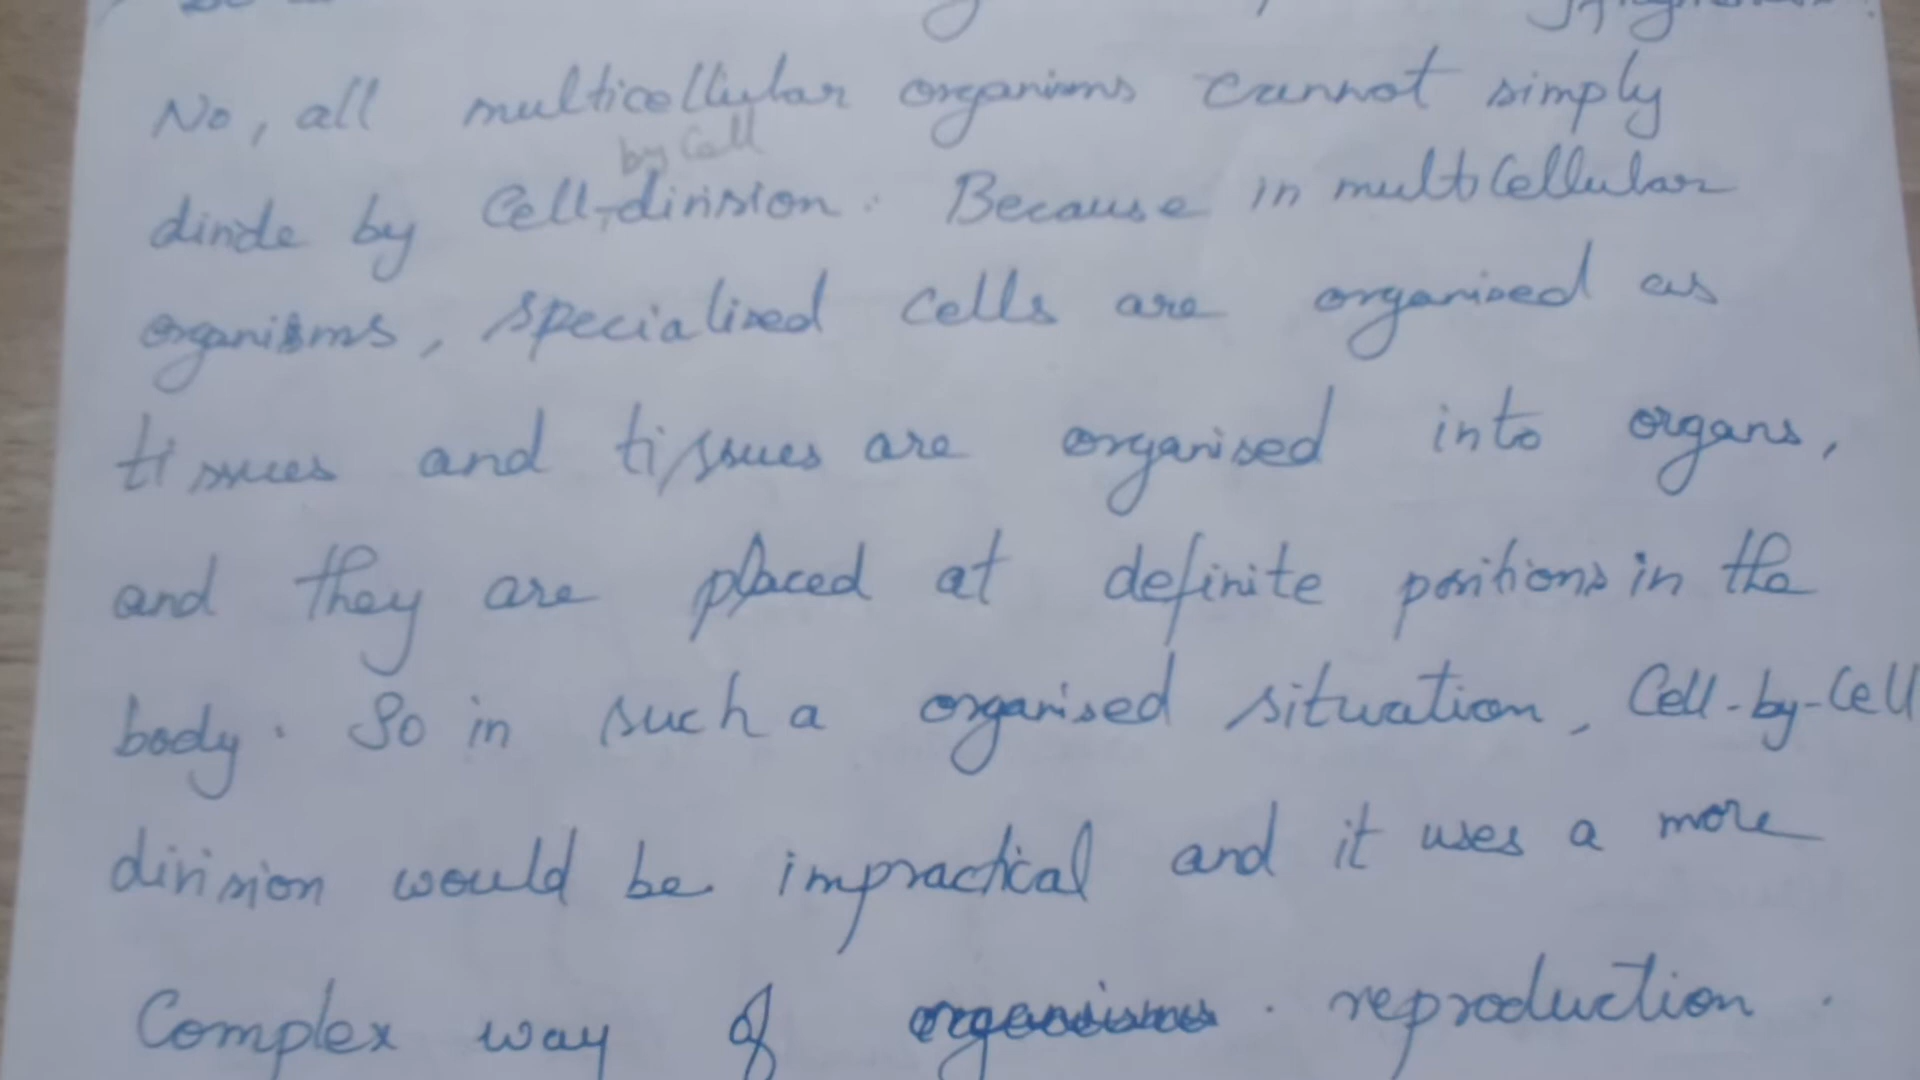 No, all multicellular organisms cannot simply
by Cell
divide by Cell-division. Because in multicellular
organisms, specialised cells are organised as
tissues and tissues are organised into organs,
and they are placed at definite positions in the
body. So in such a organised situation, Cell-by-Cell
division would be impractical and it uses a more
Complex way of reproduction.